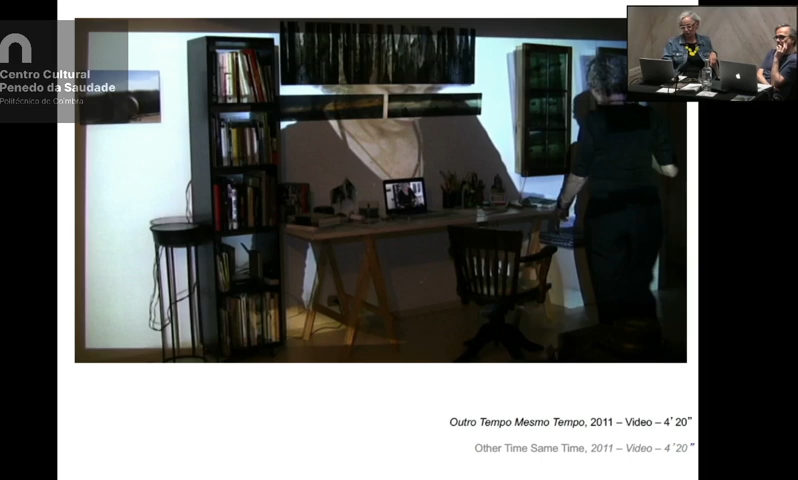 Centro Cultural
Penedo da Saudade
Politécnico de Coimbra
Outro Tempo Mesmo Tempo, 2011 – Video – 4’ 20”
Other Time Same Time, 2011 – Video – 4 ’20 ”